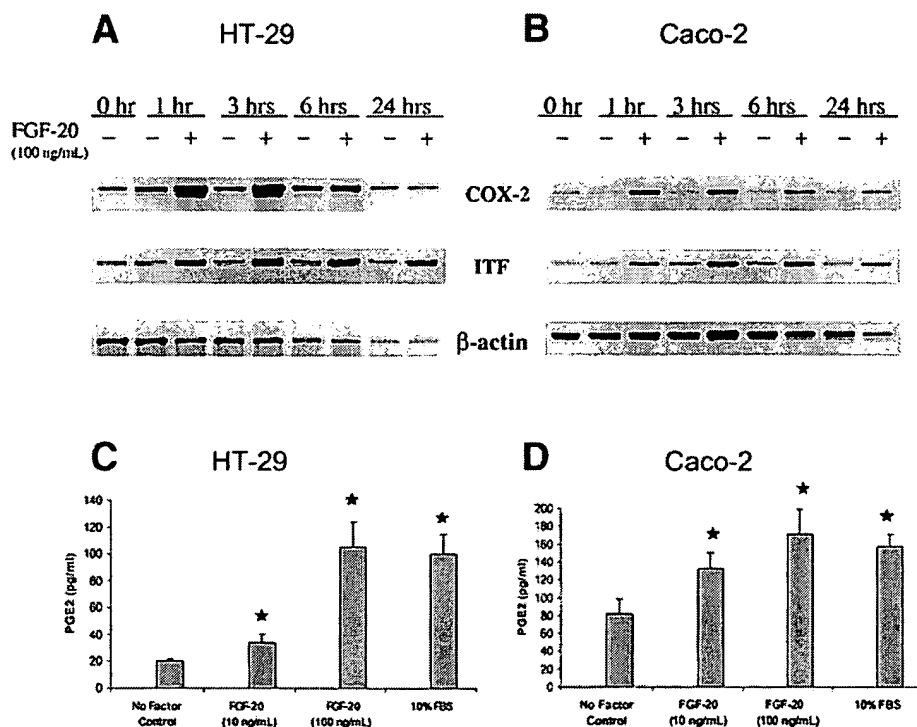 A HT-29
0 hr 1 hr 3 hrs 6 hrs 24 hrs
FGF-20 − − + − + − + − +
(100 ng/mL)
B Caco-2
0 hr 1 hr 3 hrs 6 hrs 24 hrs
− − + − + − + − +
COX-2
ITF
β-actin
C HT-29
PGE2 (pg/ml)
140
120
100
80
60
40
20
0
★ ★ ★
No Factor Control
FGF-20 (10 ng/mL)
FGF-20 (100 ng/mL)
10% FBS
D Caco-2
PGE2 (pg/ml)
200
180
160
140
120
100
80
60
40
20
0
★ ★ ★
No Factor Control
FGF-20 (10 ng/mL)
FGF-20 (100 ng/mL)
10% FBS